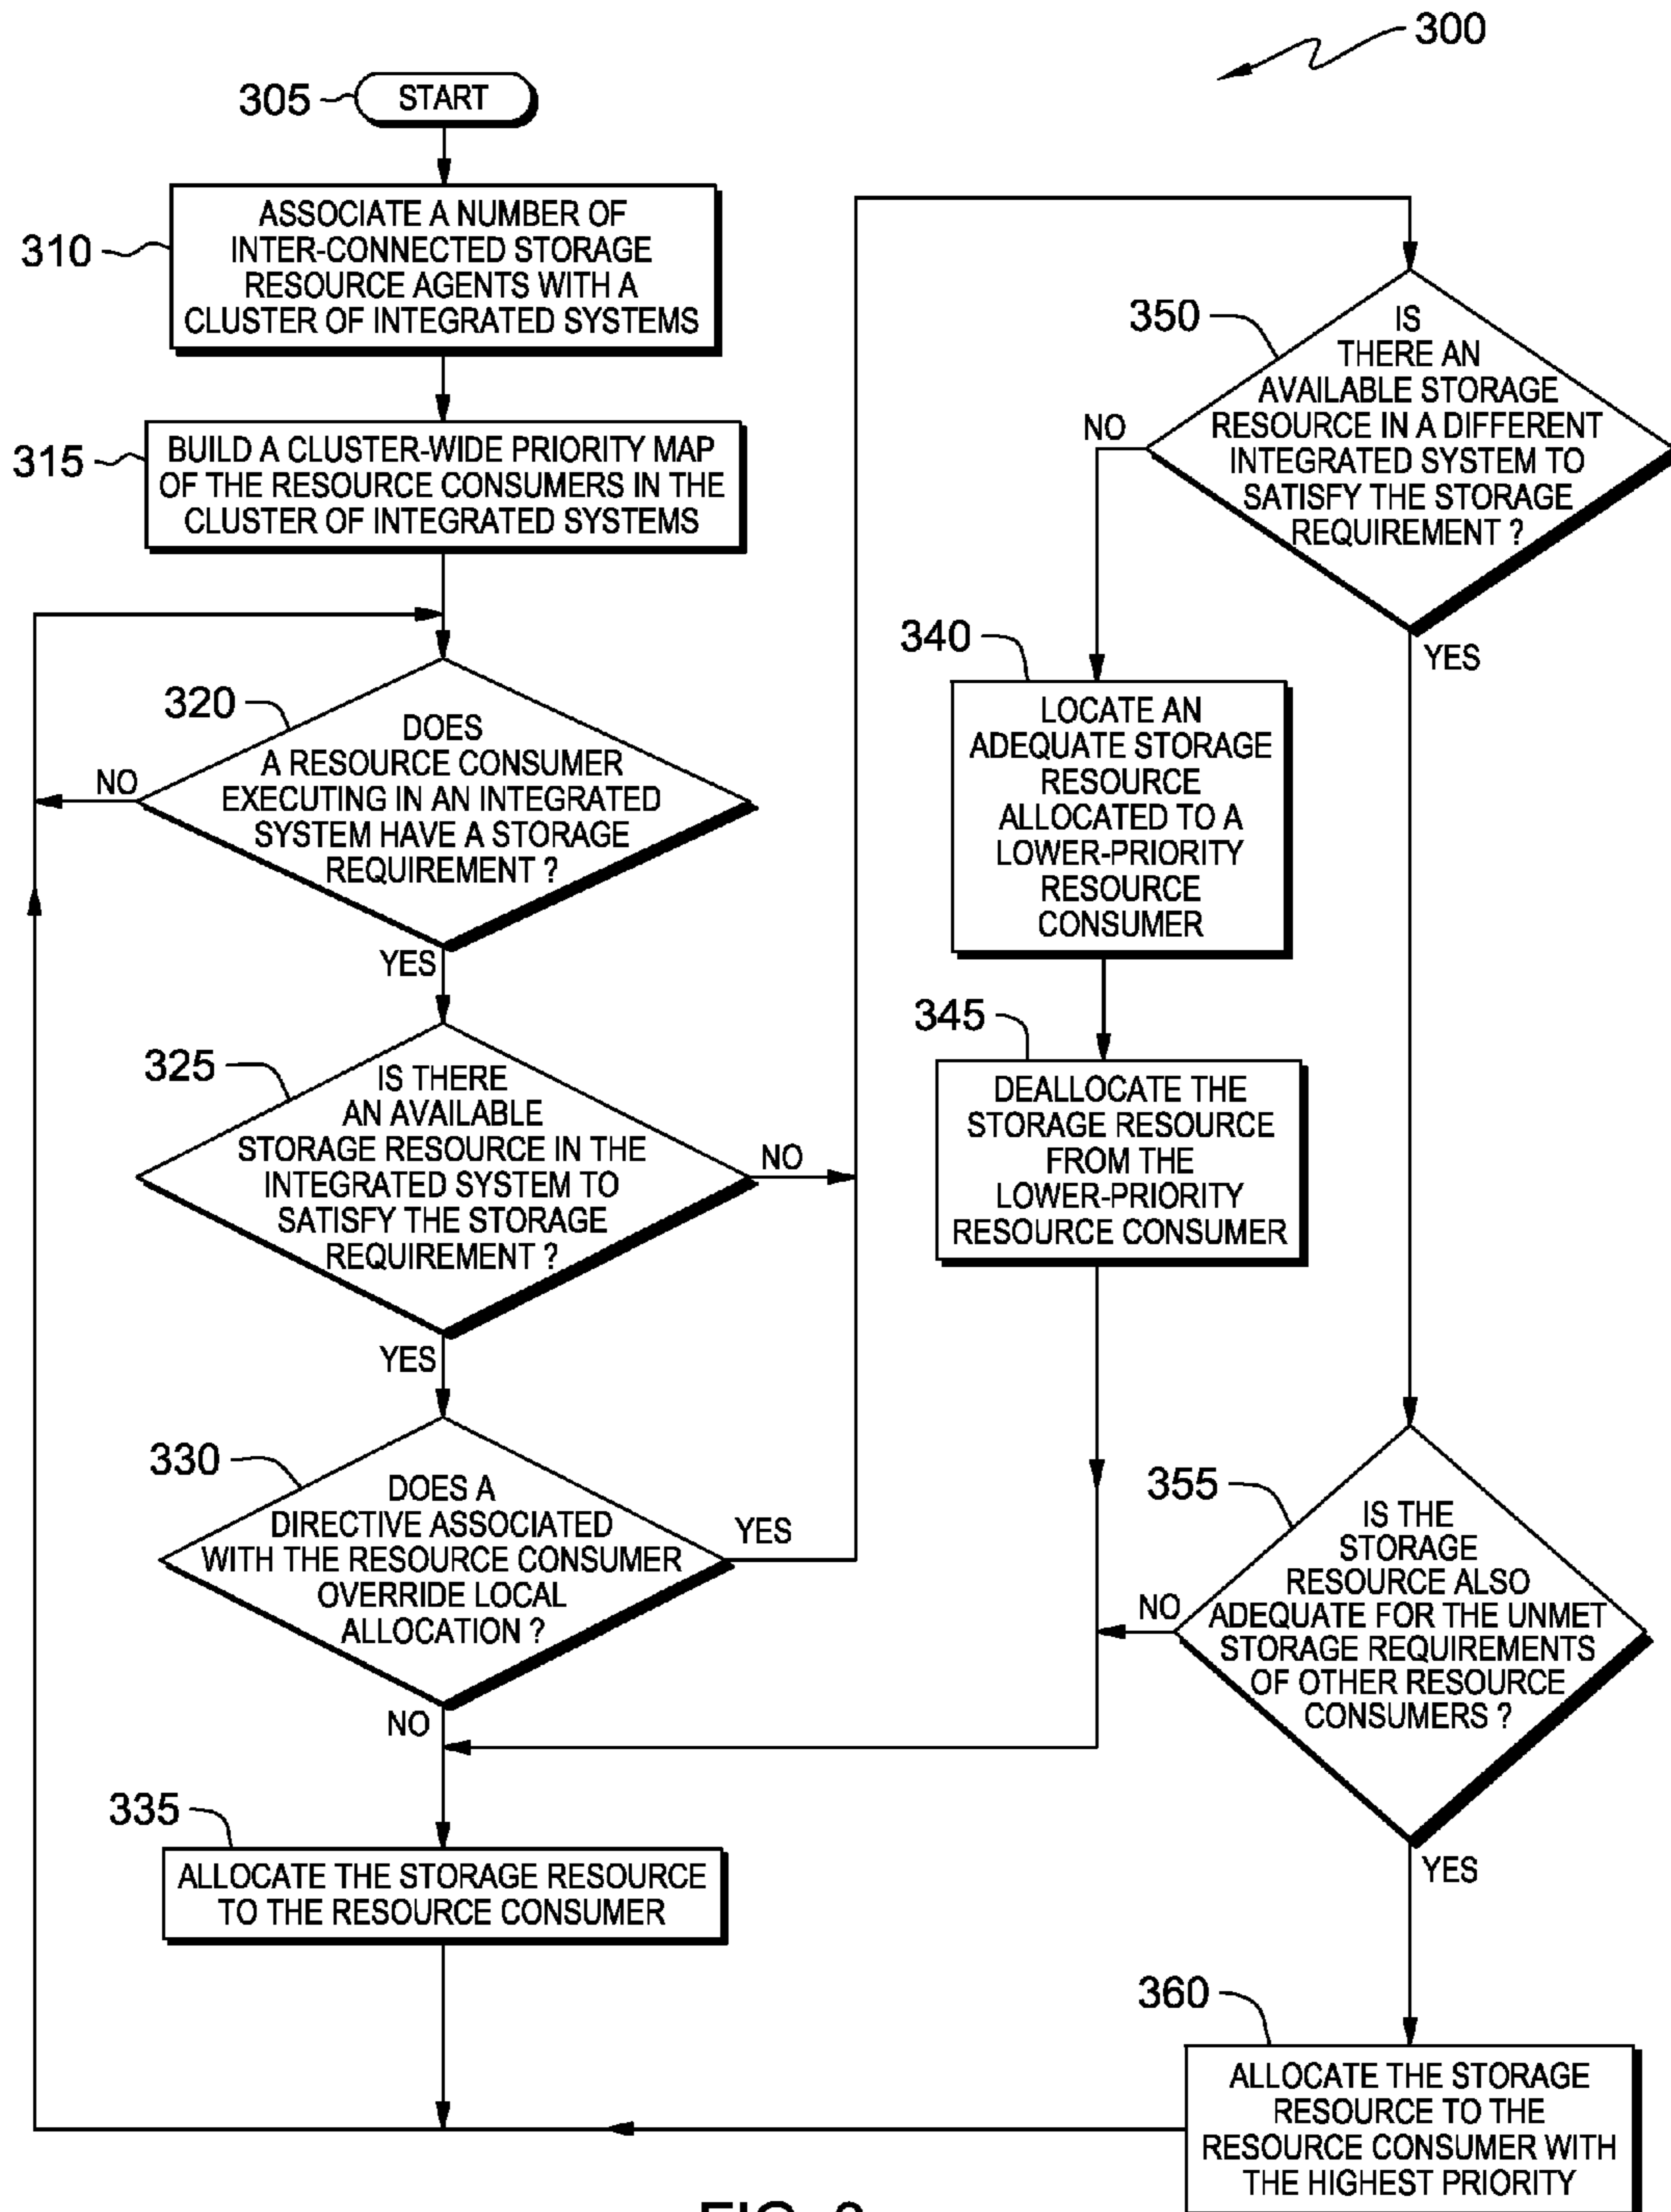 300
305
START
310
ASSOCIATE A NUMBER OF
INTER-CONNECTED STORAGE
RESOURCE AGENTS WITH A
CLUSTER OF INTEGRATED SYSTEMS
315
BUILD A CLUSTER-WIDE PRIORITY MAP
OF THE RESOURCE CONSUMERS IN THE
CLUSTER OF INTEGRATED SYSTEMS
320
DOES
A RESOURCE CONSUMER
EXECUTING IN AN INTEGRATED
SYSTEM HAVE A STORAGE
REQUIREMENT ?
NO
YES
325
IS THERE
AN AVAILABLE
STORAGE RESOURCE IN THE
INTEGRATED SYSTEM TO
SATISFY THE STORAGE
REQUIREMENT ?
NO
YES
330
DOES A
DIRECTIVE ASSOCIATED
WITH THE RESOURCE CONSUMER
OVERRIDE LOCAL
ALLOCATION ?
YES
NO
335
ALLOCATE THE STORAGE RESOURCE
TO THE RESOURCE CONSUMER
350
IS
THERE AN
AVAILABLE STORAGE
RESOURCE IN A DIFFERENT
INTEGRATED SYSTEM TO
SATISFY THE STORAGE
REQUIREMENT ?
NO
YES
340
LOCATE AN
ADEQUATE STORAGE
RESOURCE
ALLOCATED TO A
LOWER-PRIORITY
RESOURCE
CONSUMER
345
DEALLOCATE THE
STORAGE RESOURCE
FROM THE
LOWER-PRIORITY
RESOURCE CONSUMER
355
IS THE
STORAGE
RESOURCE ALSO
ADEQUATE FOR THE UNMET
STORAGE REQUIREMENTS
OF OTHER RESOURCE
CONSUMERS ?
NO
YES
360
ALLOCATE THE STORAGE
RESOURCE TO THE
RESOURCE CONSUMER WITH
THE HIGHEST PRIORITY